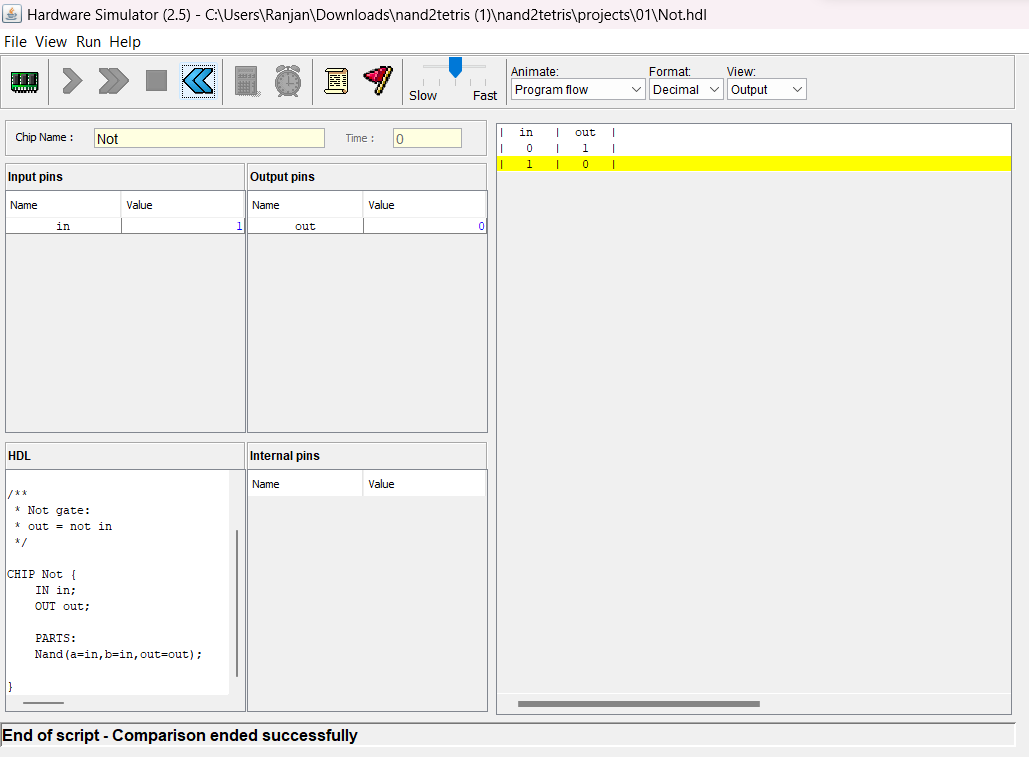 Hardware Simulator (2.5) - C:\Users\Ranjan\Downloads\nand2tetris (1)\nand2tetris\projects\01\Not.hdl
File View Run Help
Slow Fast
Animate: Format: View:
Program flow Decimal Output
Chip Name : Not Time : 0
Input pins
Name Value
in 1
Output pins
Name Value
out 0
HDL
/**
* Not gate:
* out = not in
*/
CHIP Not {
IN in;
OUT out;
PARTS:
Nand(a=in,b=in,out=out);
}
Internal pins
Name Value
| in | out |
| 0 | 1 |
| 1 | 0 |
End of script - Comparison ended successfully